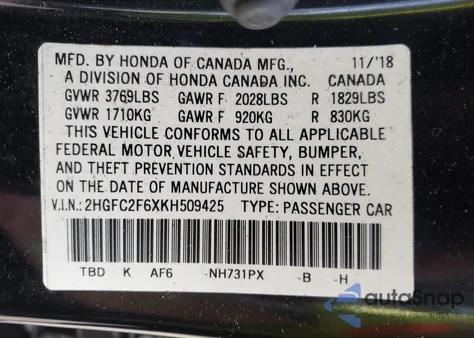 MFD. BY HONDA OF CANADA MFG., 11/'18
A DIVISION OF HONDA CANADA INC. CANADA
GVWR 3769LBS GAWR F 2028LBS R 1829LBS
GVWR 1710KG GAWR F 920KG R 830KG
THIS VEHICLE CONFORMS TO ALL APPLICABLE
FEDERAL MOTOR VEHICLE SAFETY, BUMPER,
AND THEFT PREVENTION STANDARDS IN EFFECT
ON THE DATE OF MANUFACTURE SHOWN ABOVE.
V.I.N.: 2HGFC2F6XKH509425 TYPE: PASSENGER CAR
TBD K AF6 -NH731PX -B -H
autoSnap